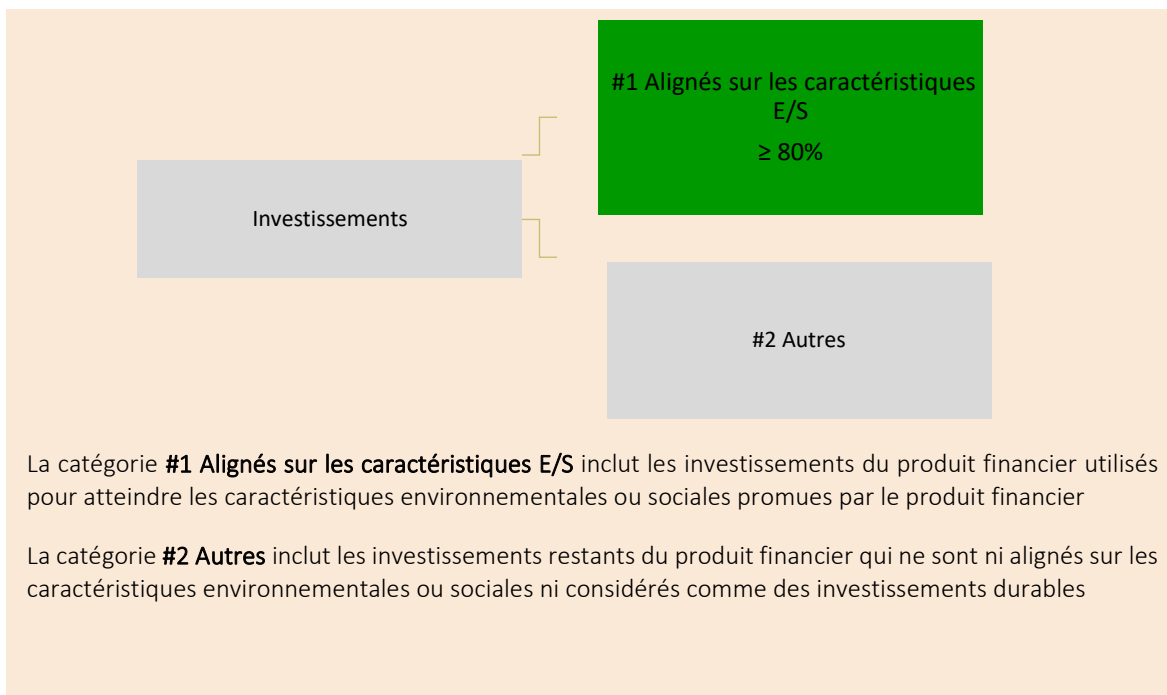 #1 Alignés sur les caractéristiques
E/S
≥ 80%
Investissements
#2 Autres
La catégorie #1 Alignés sur les caractéristiques E/S inclut les investissements du produit financier utilisés
pour atteindre les caractéristiques environnementales ou sociales promues par le produit financier
La catégorie #2 Autres inclut les investissements restants du produit financier qui ne sont ni alignés sur les
caractéristiques environnementales ou sociales ni considérés comme des investissements durables